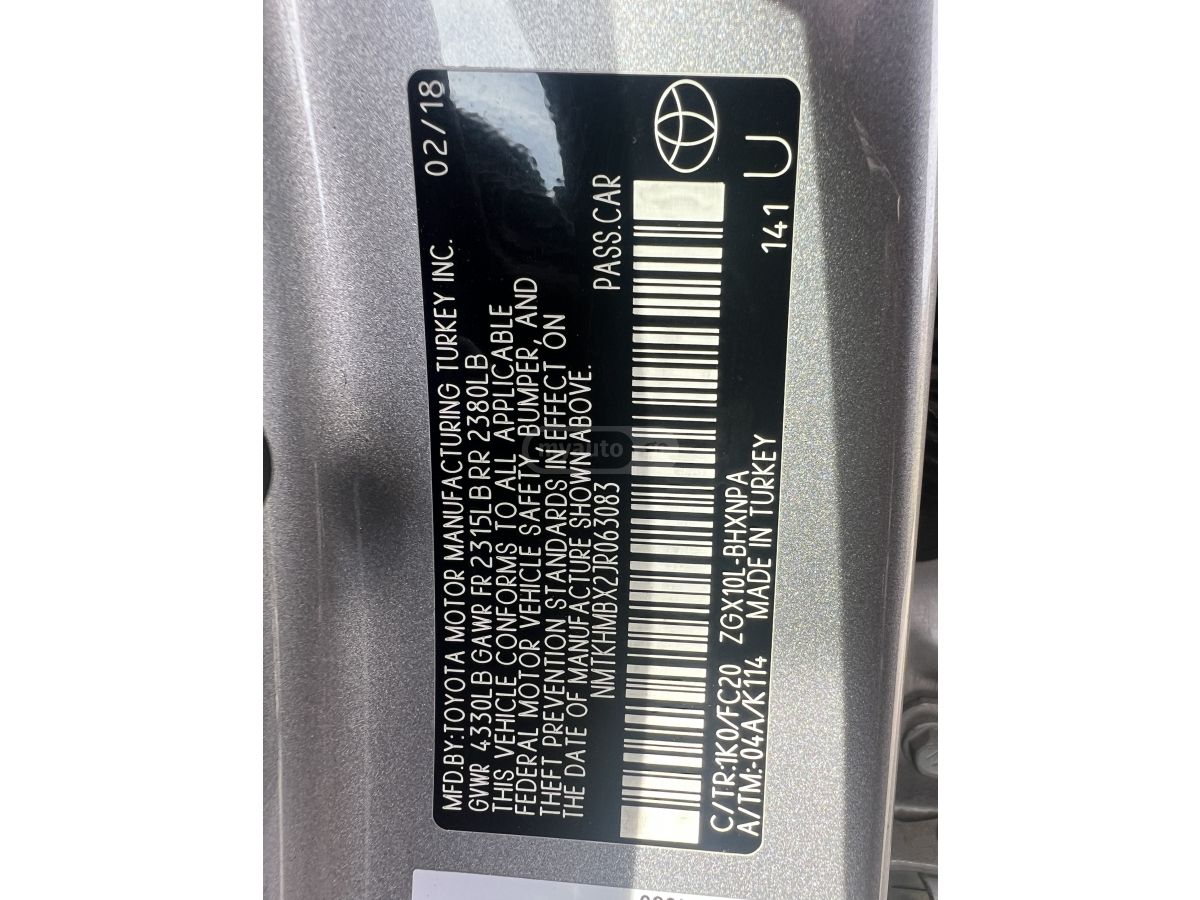 MFD.BY:TOYOTA MOTOR MANUFACTURING TURKEY INC. 02/18
GVWR 4330LB GAWR FR 2315LB RR 2380LB
THIS VEHICLE CONFORMS TO ALL APPLICABLE
FEDERAL MOTOR VEHICLE SAFETY, BUMPER, AND
THEFT PREVENTION STANDARDS IN EFFECT ON
THE DATE OF MANUFACTURE SHOWN ABOVE.
NMTKHMBX2JR063083 PASS.CAR
C/TR:1K0/FC20 ZGX10L-BHXNPA
A/TM:-04A/K114 MADE IN TURKEY 141 U
myauto